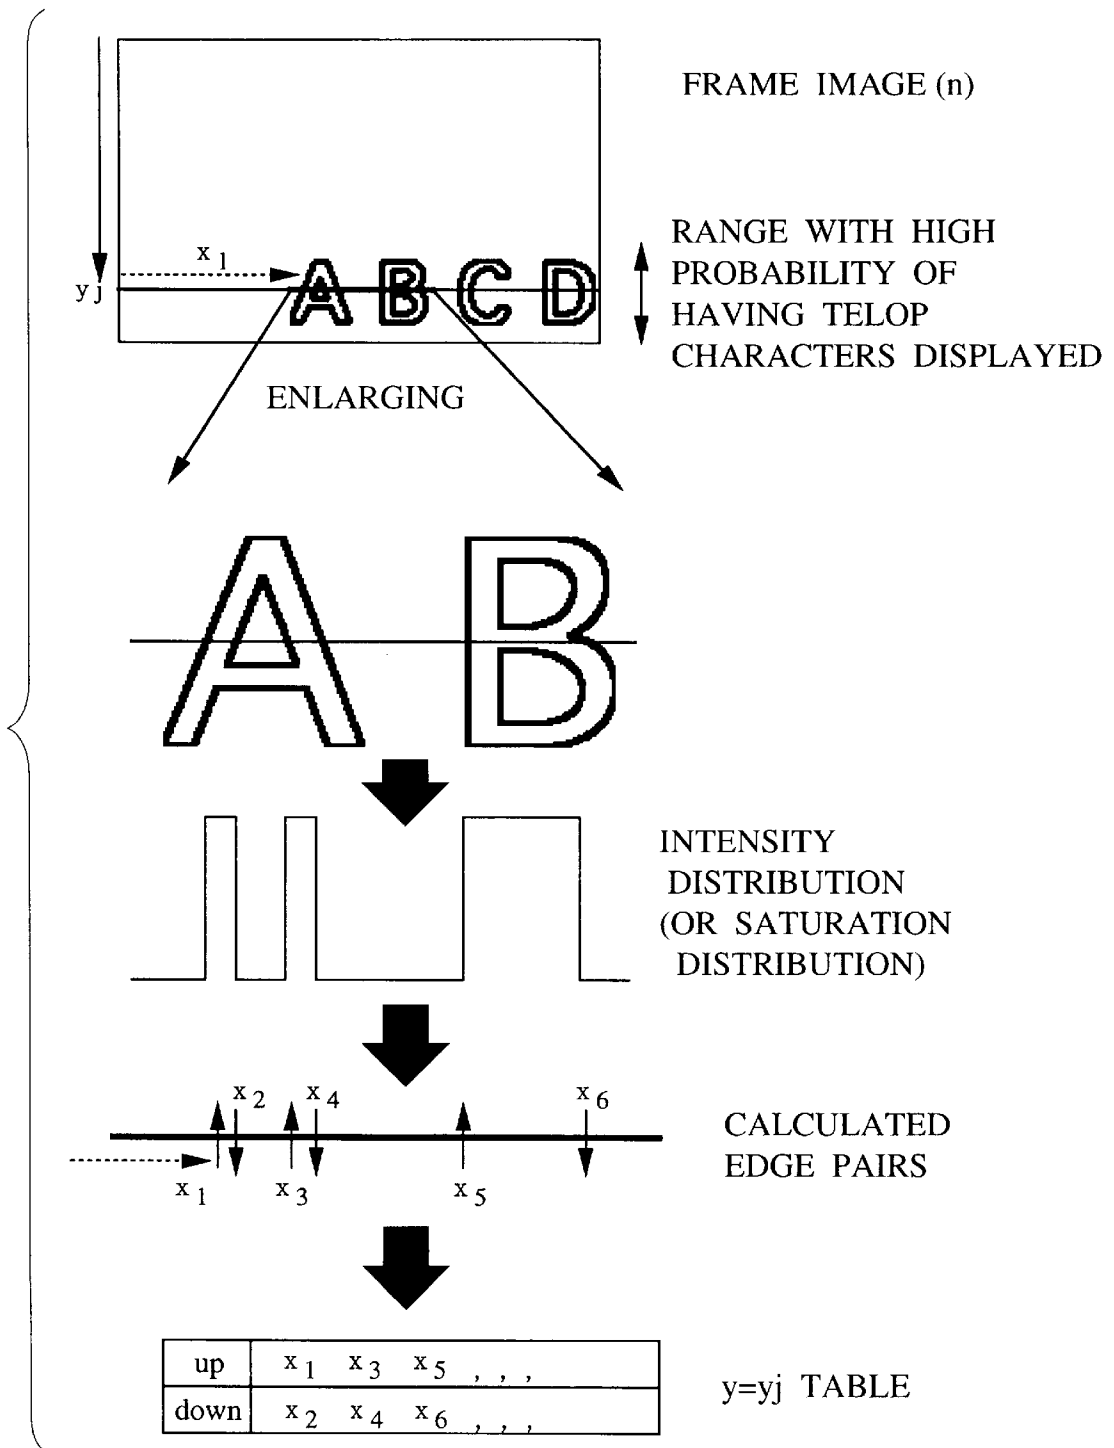 FRAME IMAGE (n)
RANGE WITH HIGH
PROBABILITY OF
HAVING TELOP
CHARACTERS DISPLAYED
x 1
yj
A B C D
ENLARGING
A B
INTENSITY
DISTRIBUTION
(OR SATURATION
DISTRIBUTION)
x 2 x 4 x 6
CALCULATED
EDGE PAIRS
x 1 x 3 x 5
up x 1 x 3 x 5 , , ,
down x 2 x 4 x 6 , , ,
y=yj TABLE